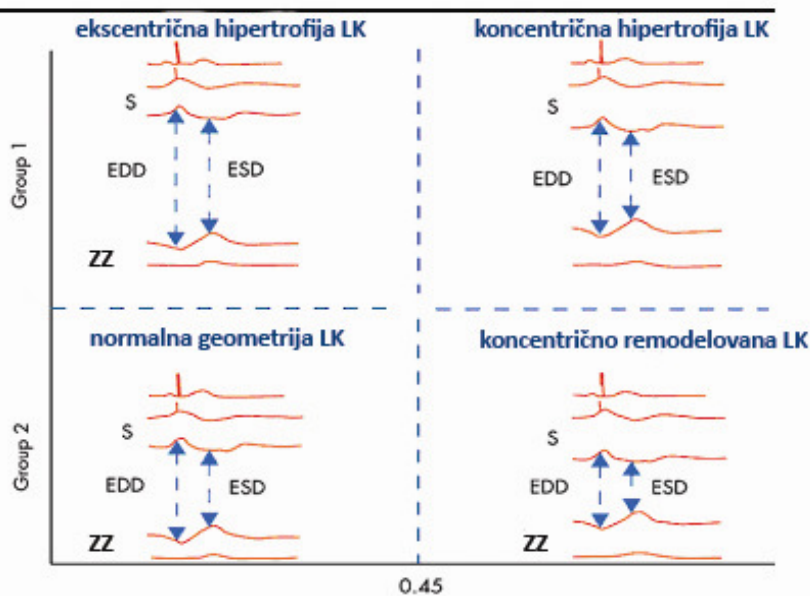 ekscentrična hipertrofija LK
koncentrična hipertrofija LK
Group 1
S
EDD
ESD
ZZ
S
EDD
ESD
normalna geometrija LK
koncentrično remodelovana LK
Group 2
S
EDD
ESD
ZZ
S
EDD
ESD
ZZ
0.45